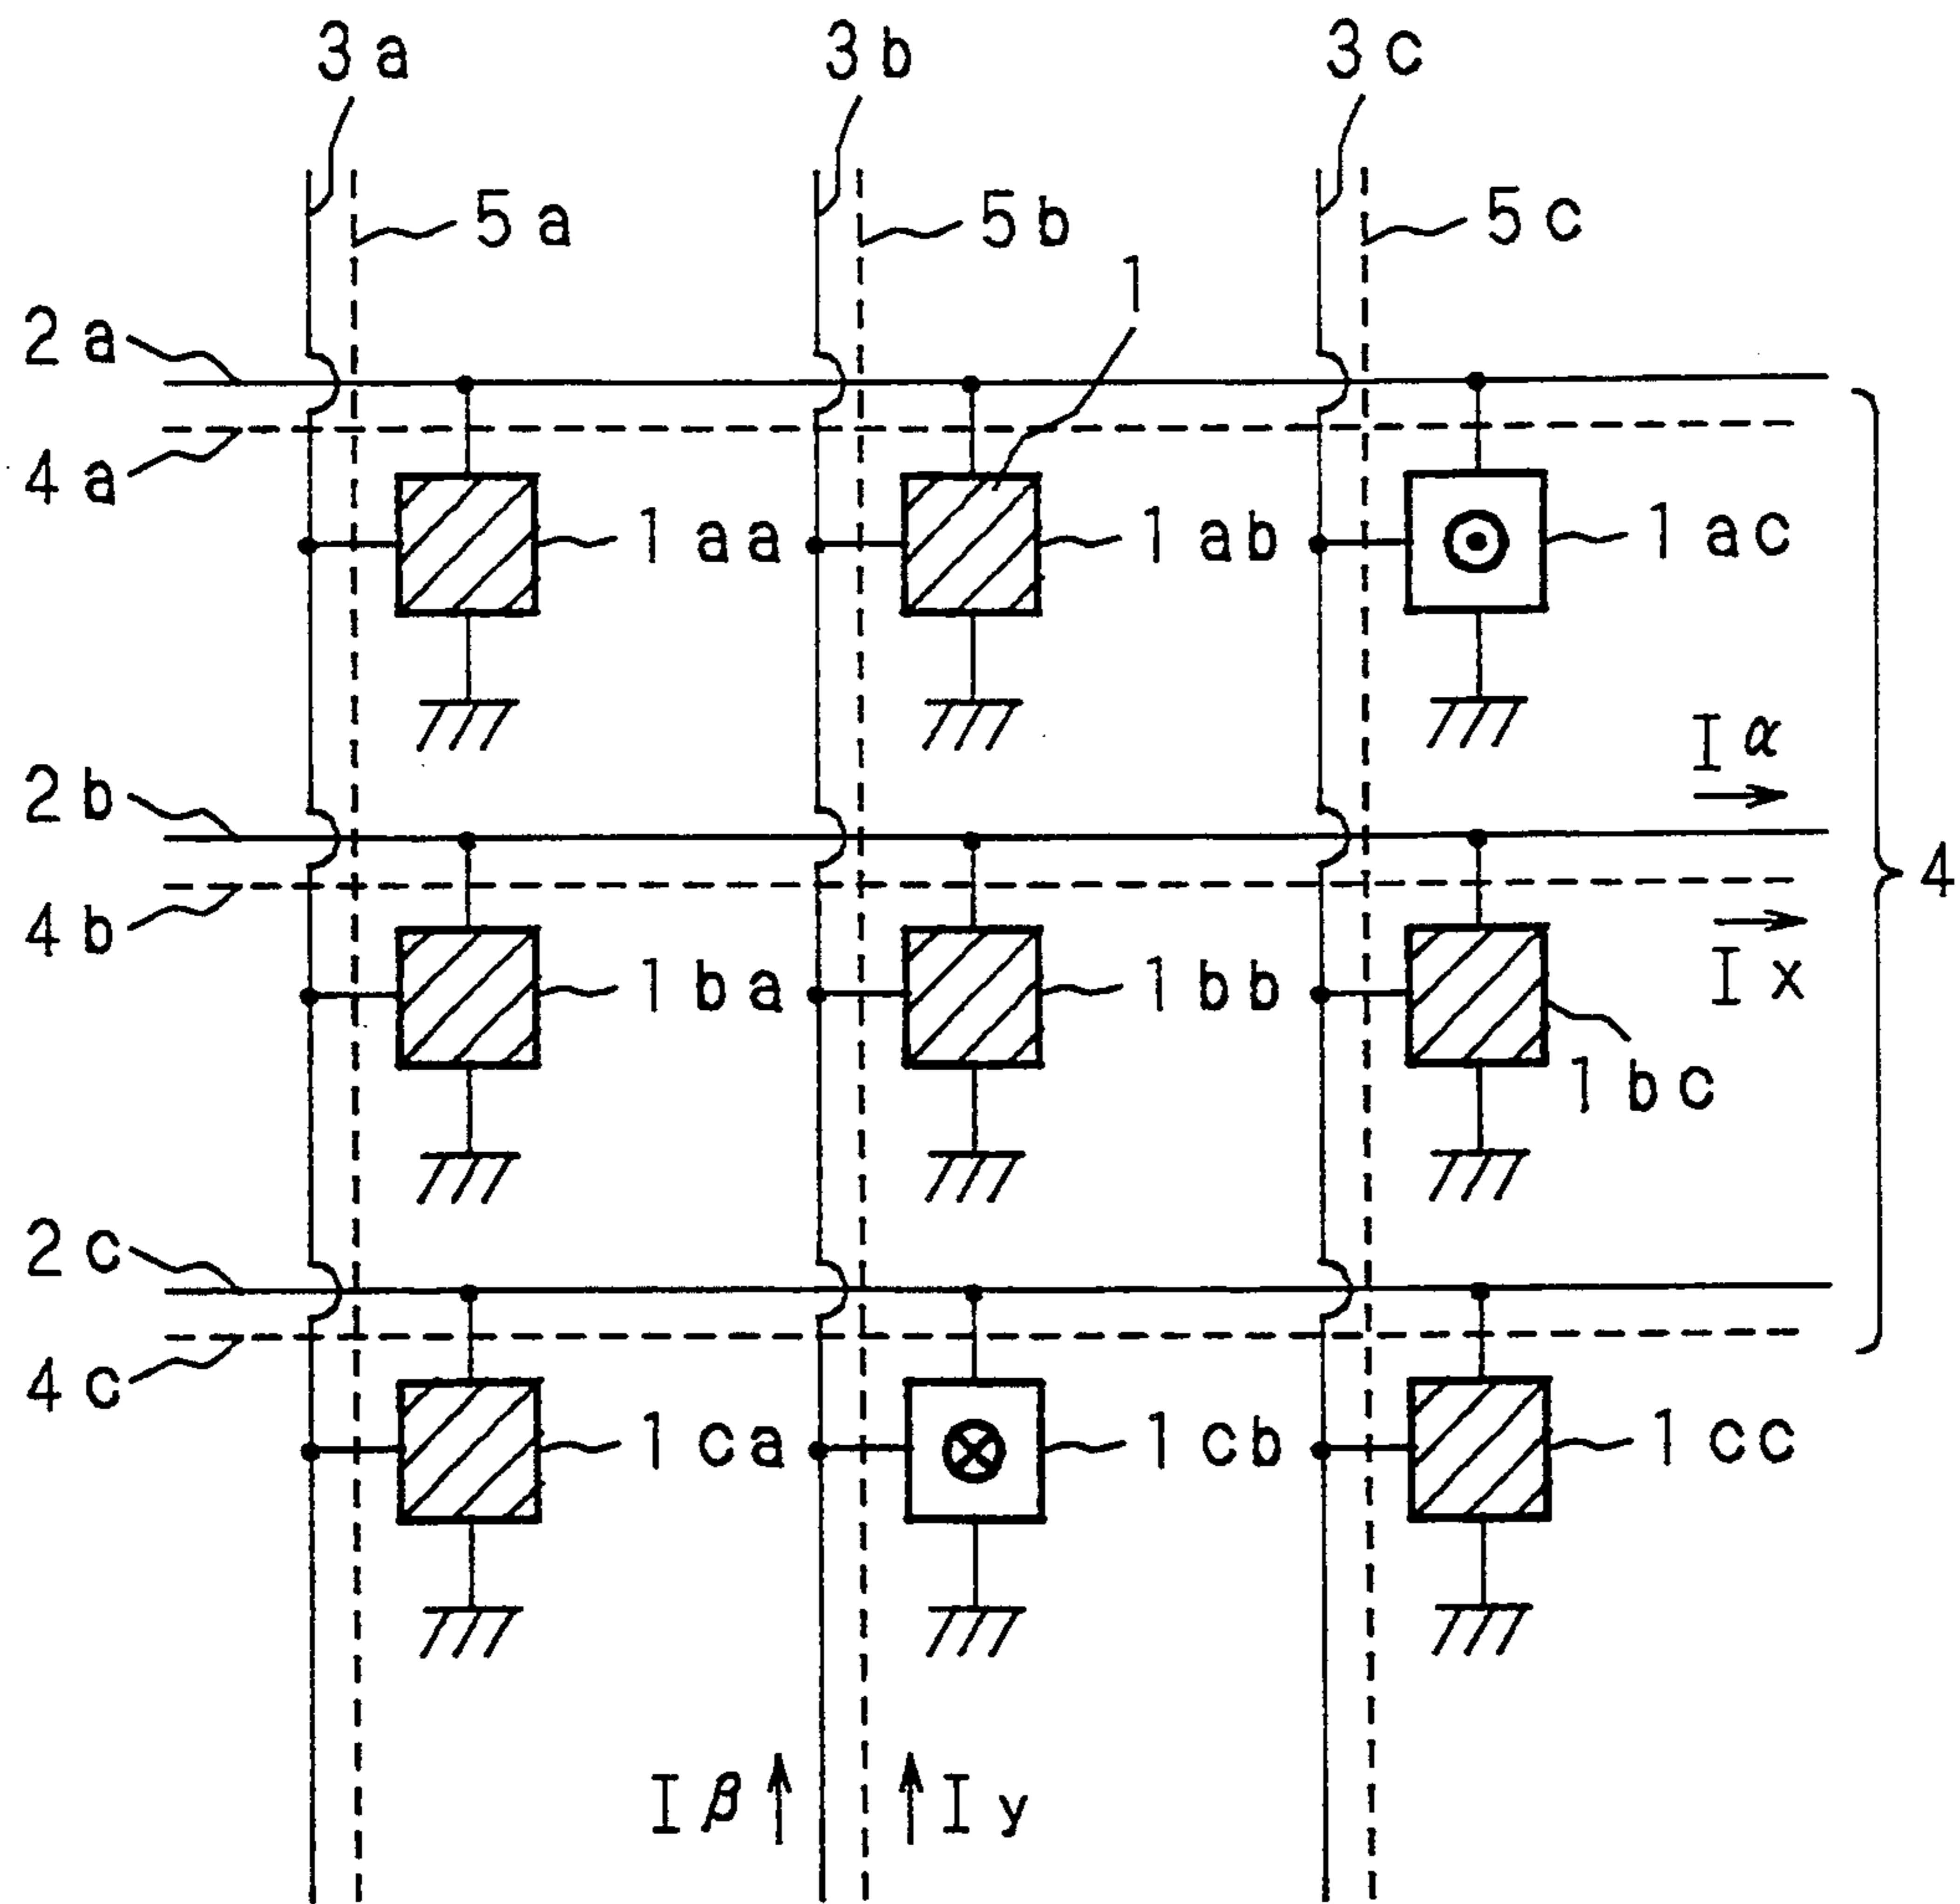 3a 3b 3c
5a 5b 5c
1
2a
4a
1aa 1ab 1ac
Iα
2b
4
4b
1ba 1bb Ix
1bc
2c
4c
1ca 1cb 1cc
Iβ Iy